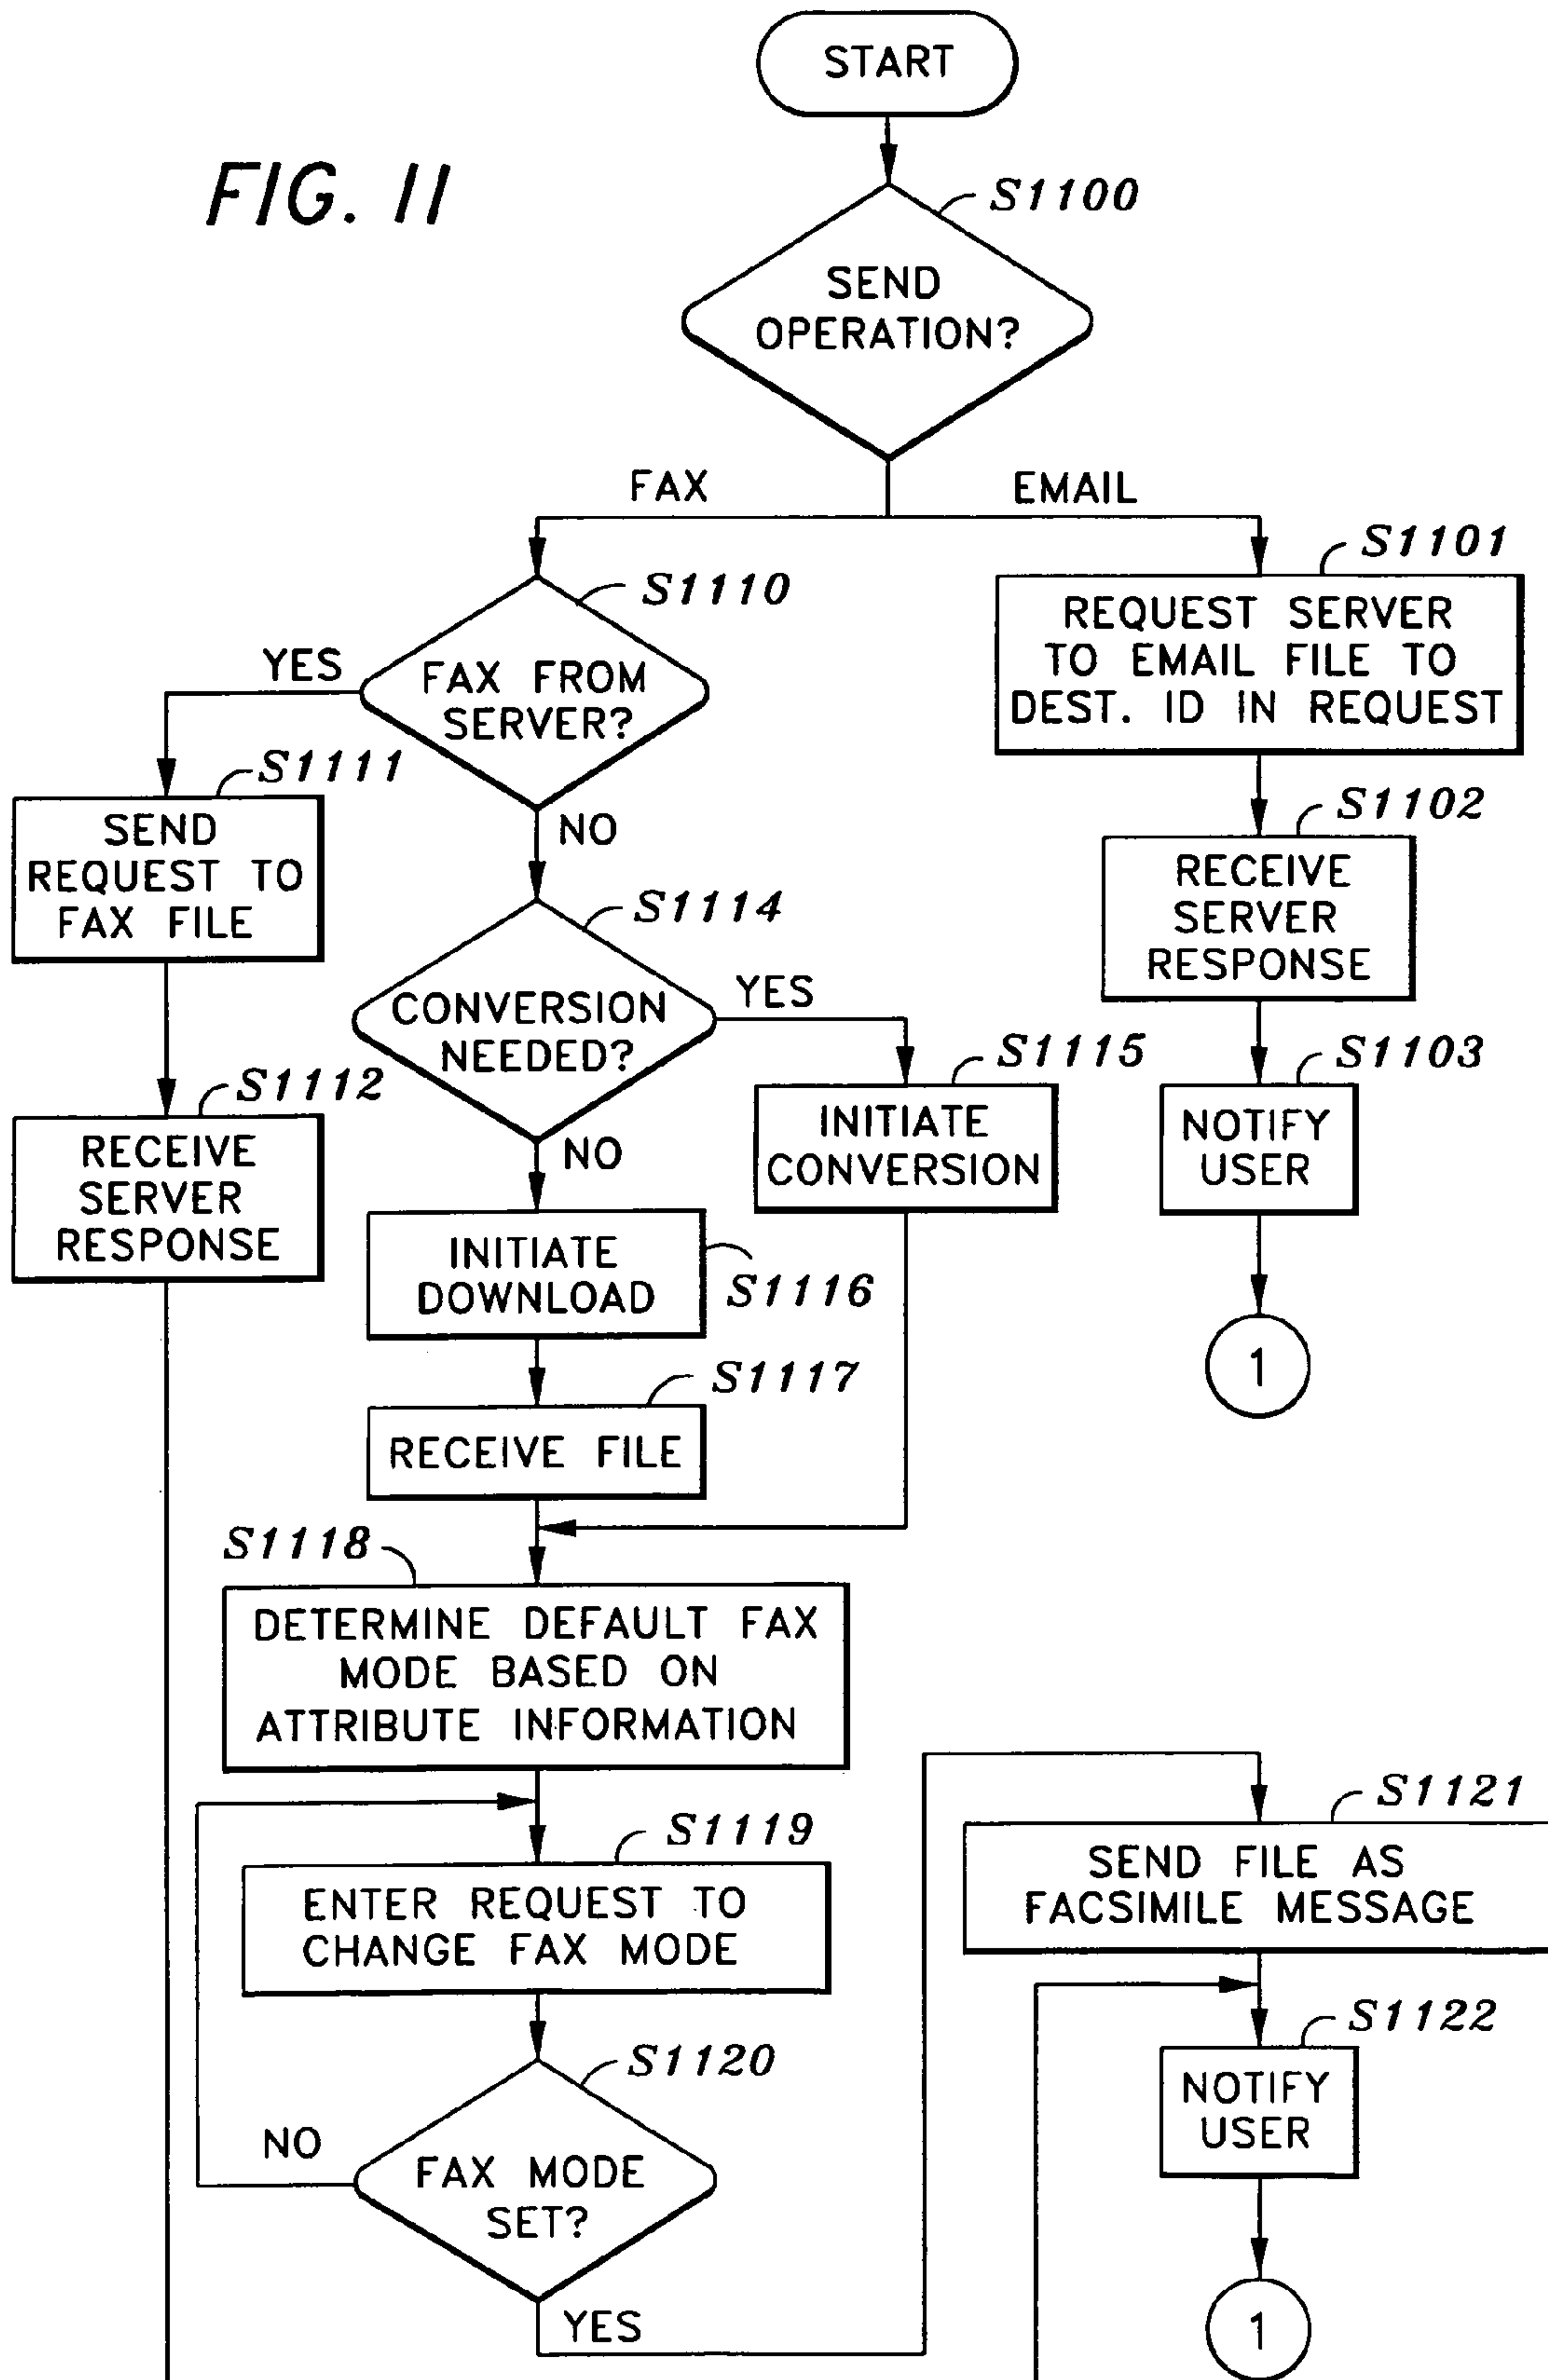 START
FIG. 11
S1100
SEND
OPERATION?
FAX
EMAIL
S1101
REQUEST SERVER
TO EMAIL FILE TO
DEST. ID IN REQUEST
S1110
YES
FAX FROM
SERVER?
S1111
SEND
REQUEST TO
FAX FILE
NO
S1102
RECEIVE
SERVER
RESPONSE
S1114
CONVERSION
NEEDED?
YES
S1115
INITIATE
CONVERSION
S1103
NOTIFY
USER
S1112
RECEIVE
SERVER
RESPONSE
NO
INITIATE
DOWNLOAD
S1116
1
S1117
RECEIVE FILE
S1118
DETERMINE DEFAULT FAX
MODE BASED ON
ATTRIBUTE INFORMATION
S1119
ENTER REQUEST TO
CHANGE FAX MODE
S1121
SEND FILE AS
FACSIMILE MESSAGE
S1120
NO
FAX MODE
SET?
YES
S1122
NOTIFY
USER
1